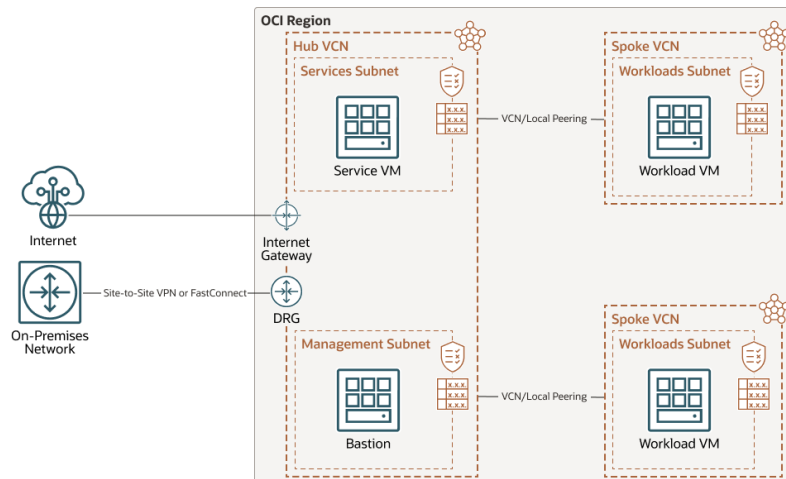 OCI Region
Hub VCN
Services Subnet
x.x.x.
x.x.x.
x.x.x.
Service VM
VCN/Local Peering
Spoke VCN
Workloads Subnet
x.x.x.
x.x.x.
x.x.x.
Workload VM
Internet
Internet
Gateway
Site-to-Site VPN or FastConnect
On-Premises
Network
DRG
Management Subnet
x.x.x.
x.x.x.
x.x.x.
Bastion
VCN/Local Peering
Spoke VCN
Workloads Subnet
x.x.x.
x.x.x.
x.x.x.
Workload VM